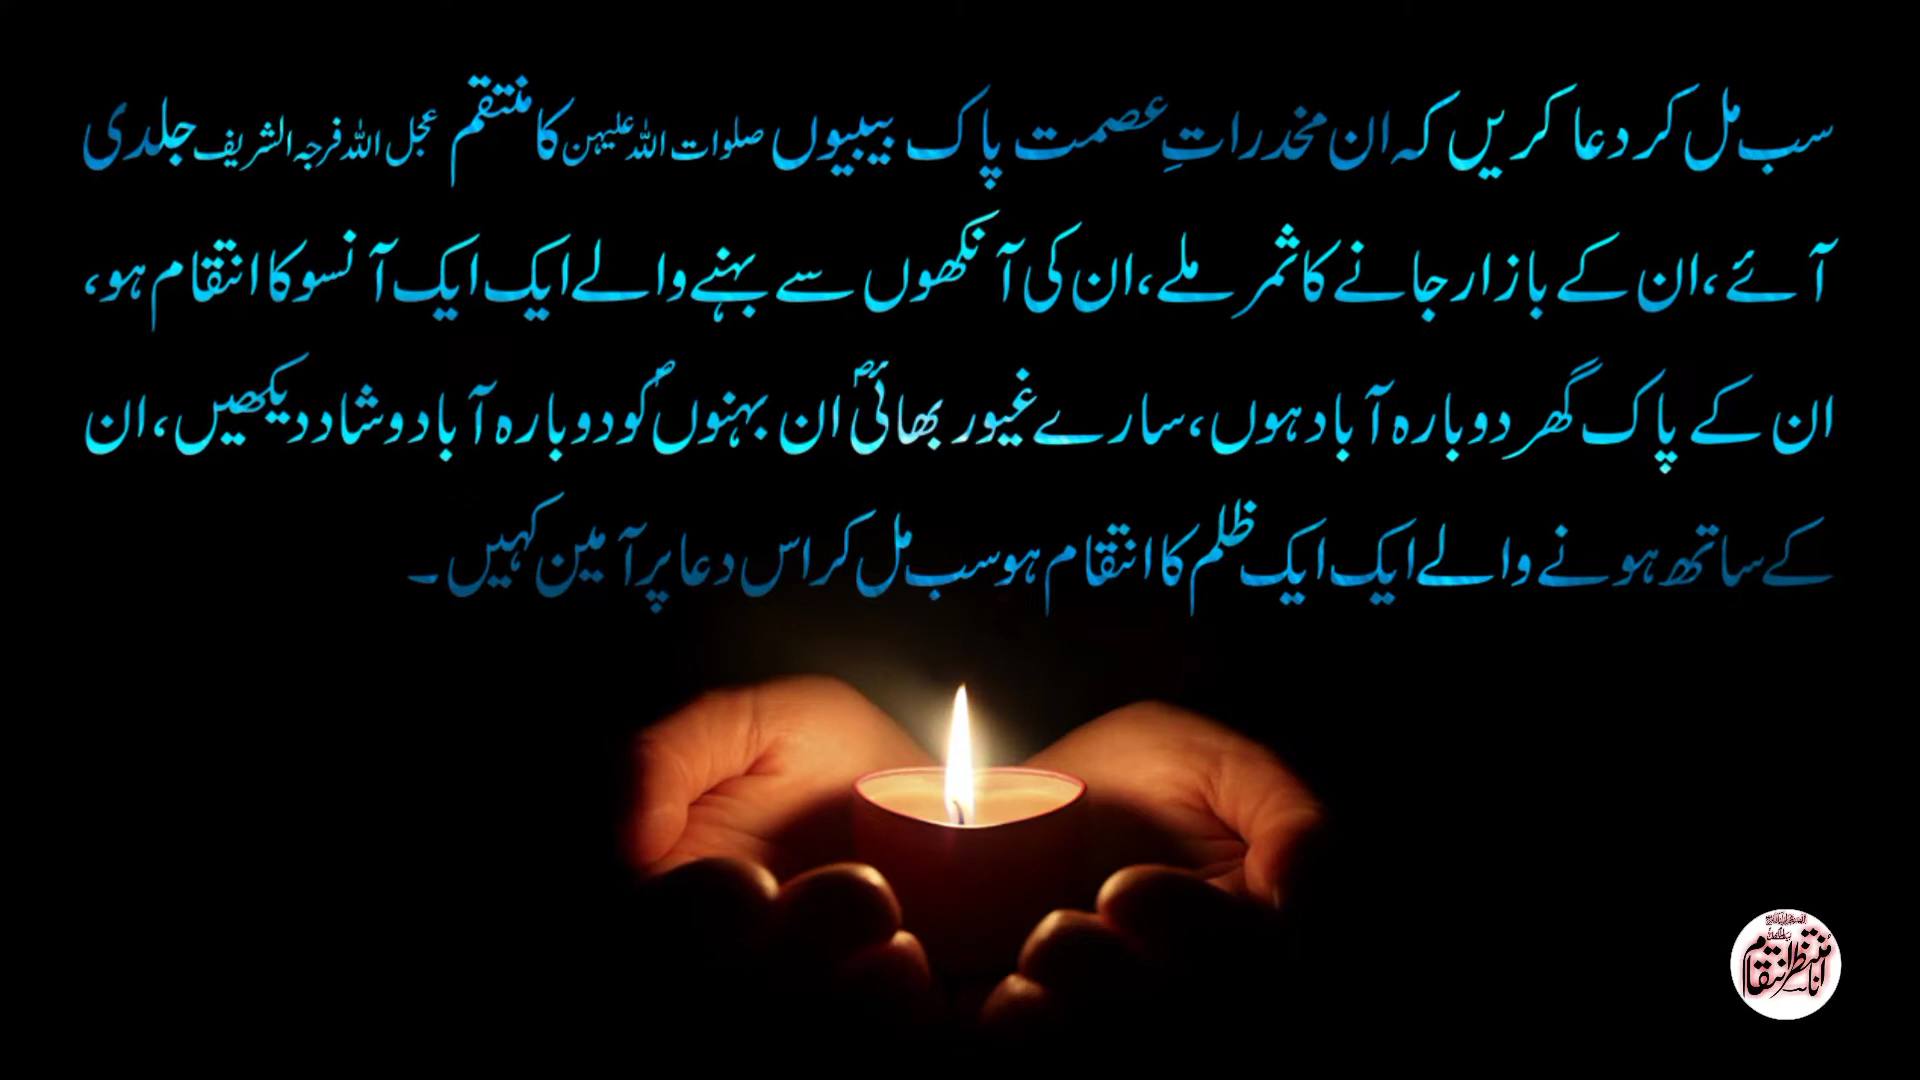 سب مل کر دعا کریں کہ ان مخدراتِ عصمت پاک بیبیوں صلوات اللہ علیہن کا منتقم عجل اللہ فرجہ الشریف جلدی
آئے، ان کے بازار جانے کا ثمر ملے، ان کی آنکھوں سے بہنے والے ایک ایک آنسو کا انتقام ہو،
ان کے پاک گھر دوبارہ آباد ہوں، سارے غیور بھائیؑ ان بہنوںؑ کو دوبارہ آباد و شاد دیکھیں، ان
کے ساتھ ہونے والے ایک ایک ظلم کا انتقام ہو سب مل کر اس دعا پر آمین کہیں۔